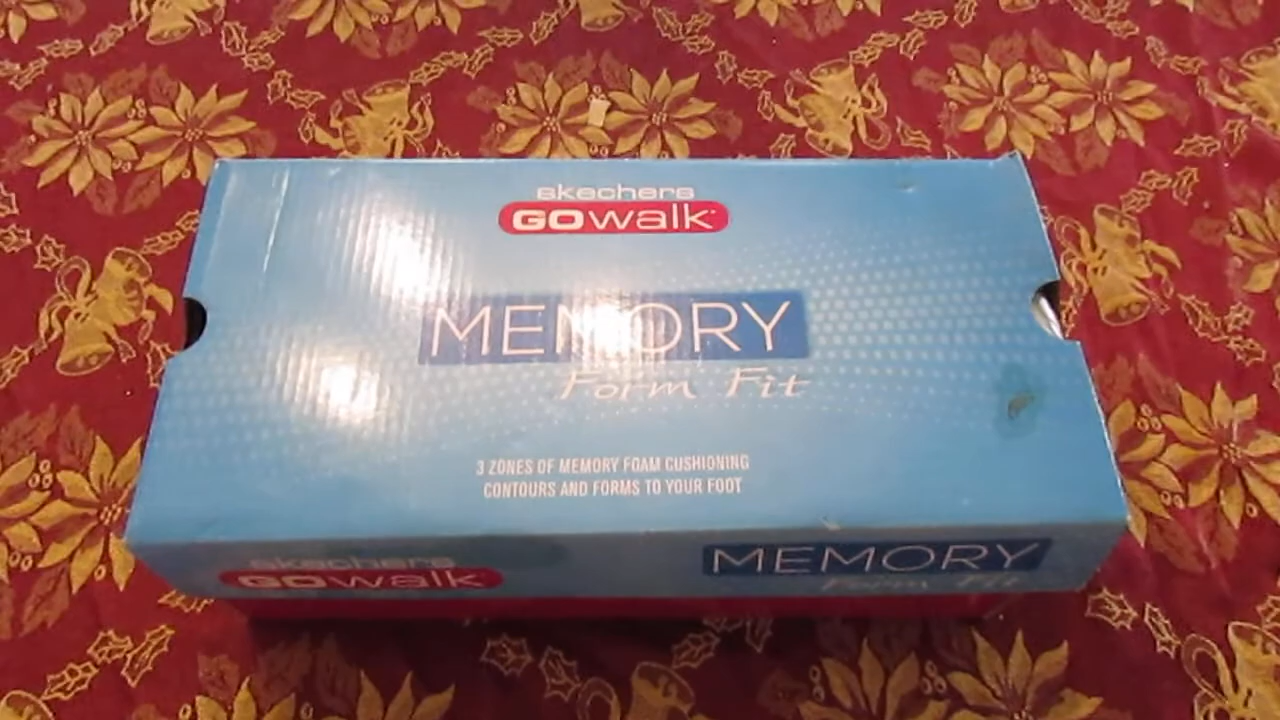 skechers
GOwalk
MEMORY
Form Fit
3 ZONES OF MEMORY FOAM CUSHIONING
CONTOURS AND FORMS TO YOUR FOOT
skechers
GOwalk
MEMORY
Form Fit